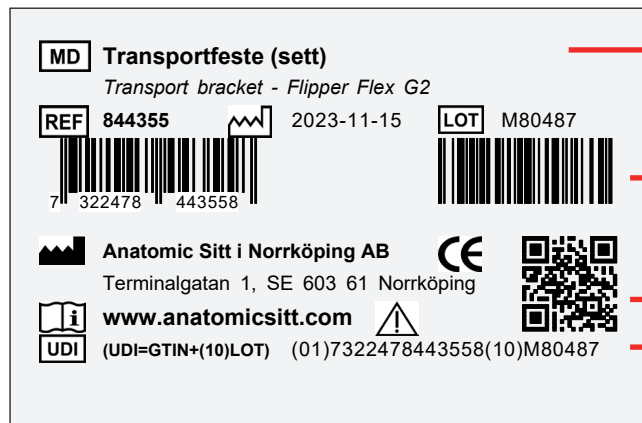 MD Transportfeste (sett)
Transport bracket - Flipper Flex G2
REF 844355 2023-11-15 LOT M80487
7 322478 443558
Anatomic Sitt i Norrköping AB CE
Terminalgatan 1, SE 603 61 Norrköping
i www.anatomicsitt.com
UDI (UDI=GTIN+(10)LOT) (01)7322478443558(10)M80487